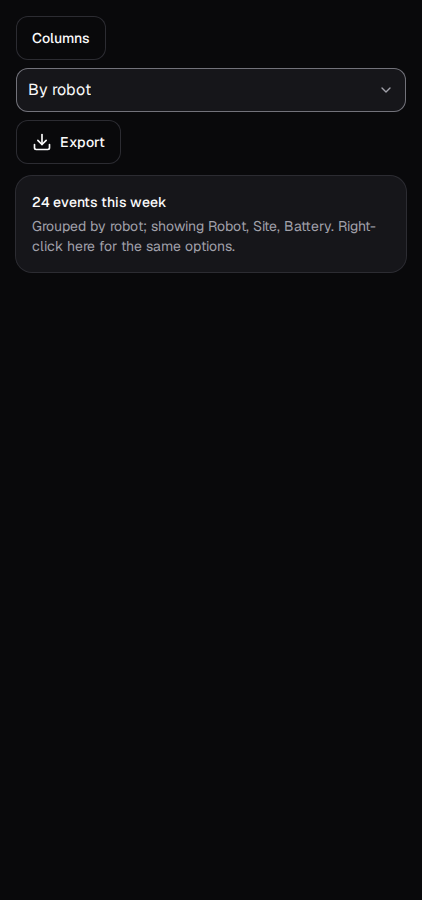 Columns
By robot
Export
24 events this week
Grouped by robot; showing Robot, Site, Battery. Right-
click here for the same options.